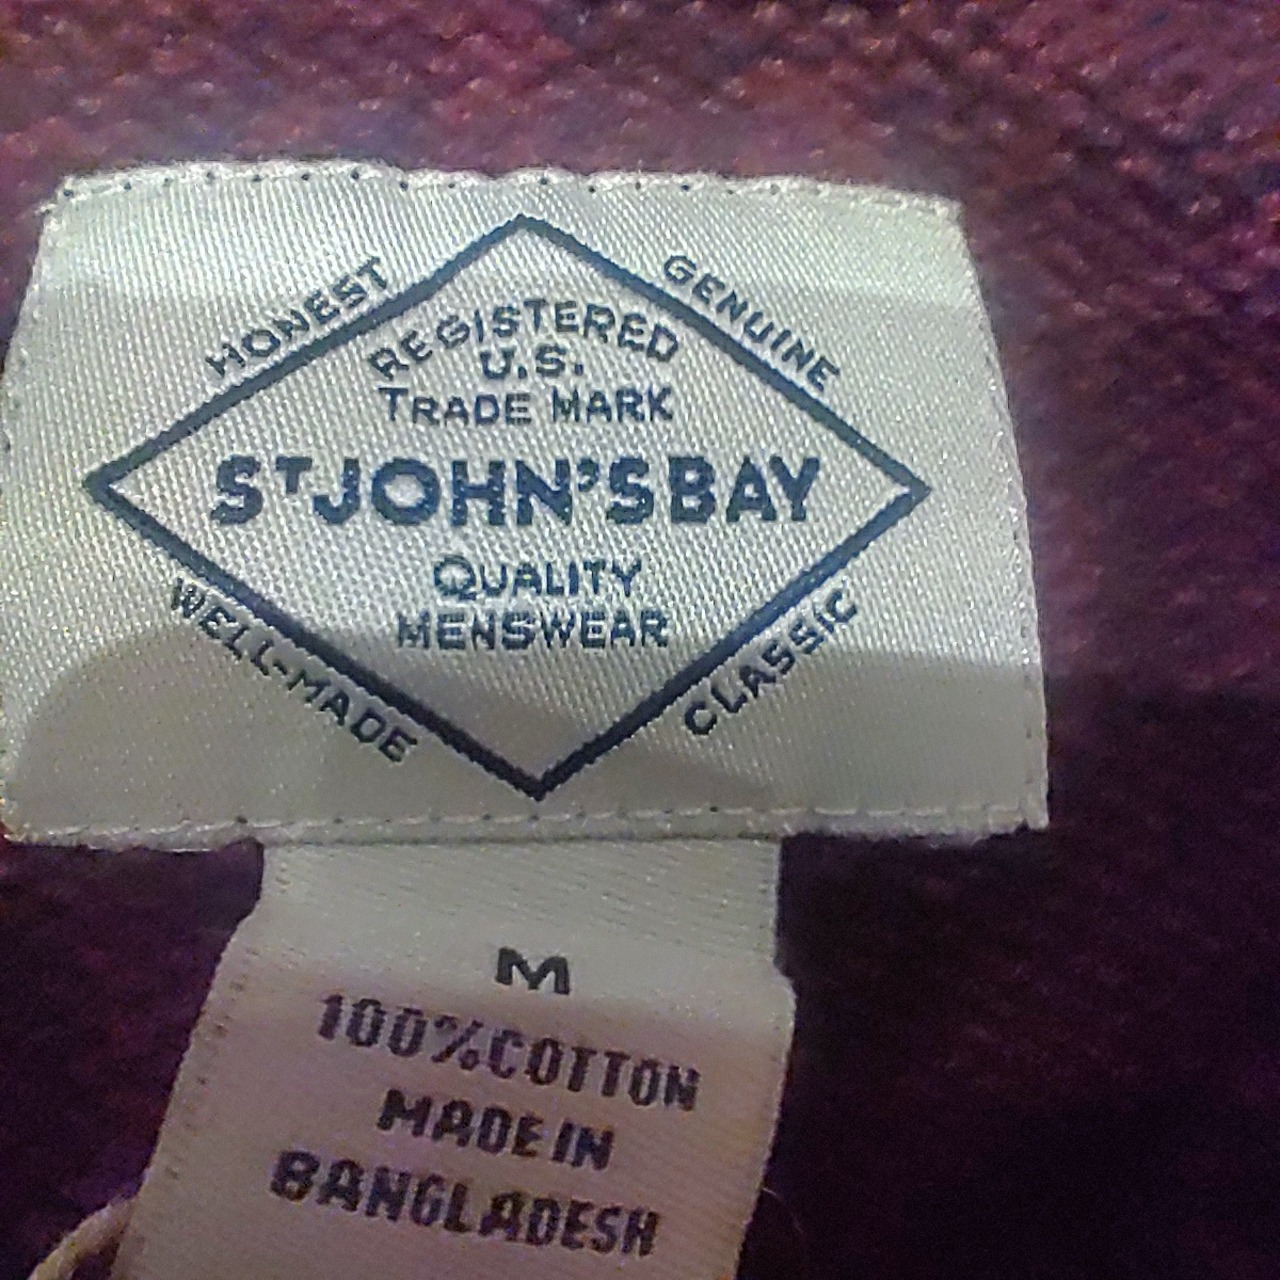 HONEST
GENUINE
REGISTERED
U.S.
TRADE MARK
ST JOHN'S BAY
QUALITY
MENSWEAR
WELL-MADE
CLASSIC
M
100% COTTON
MADE IN
BANGLADESH